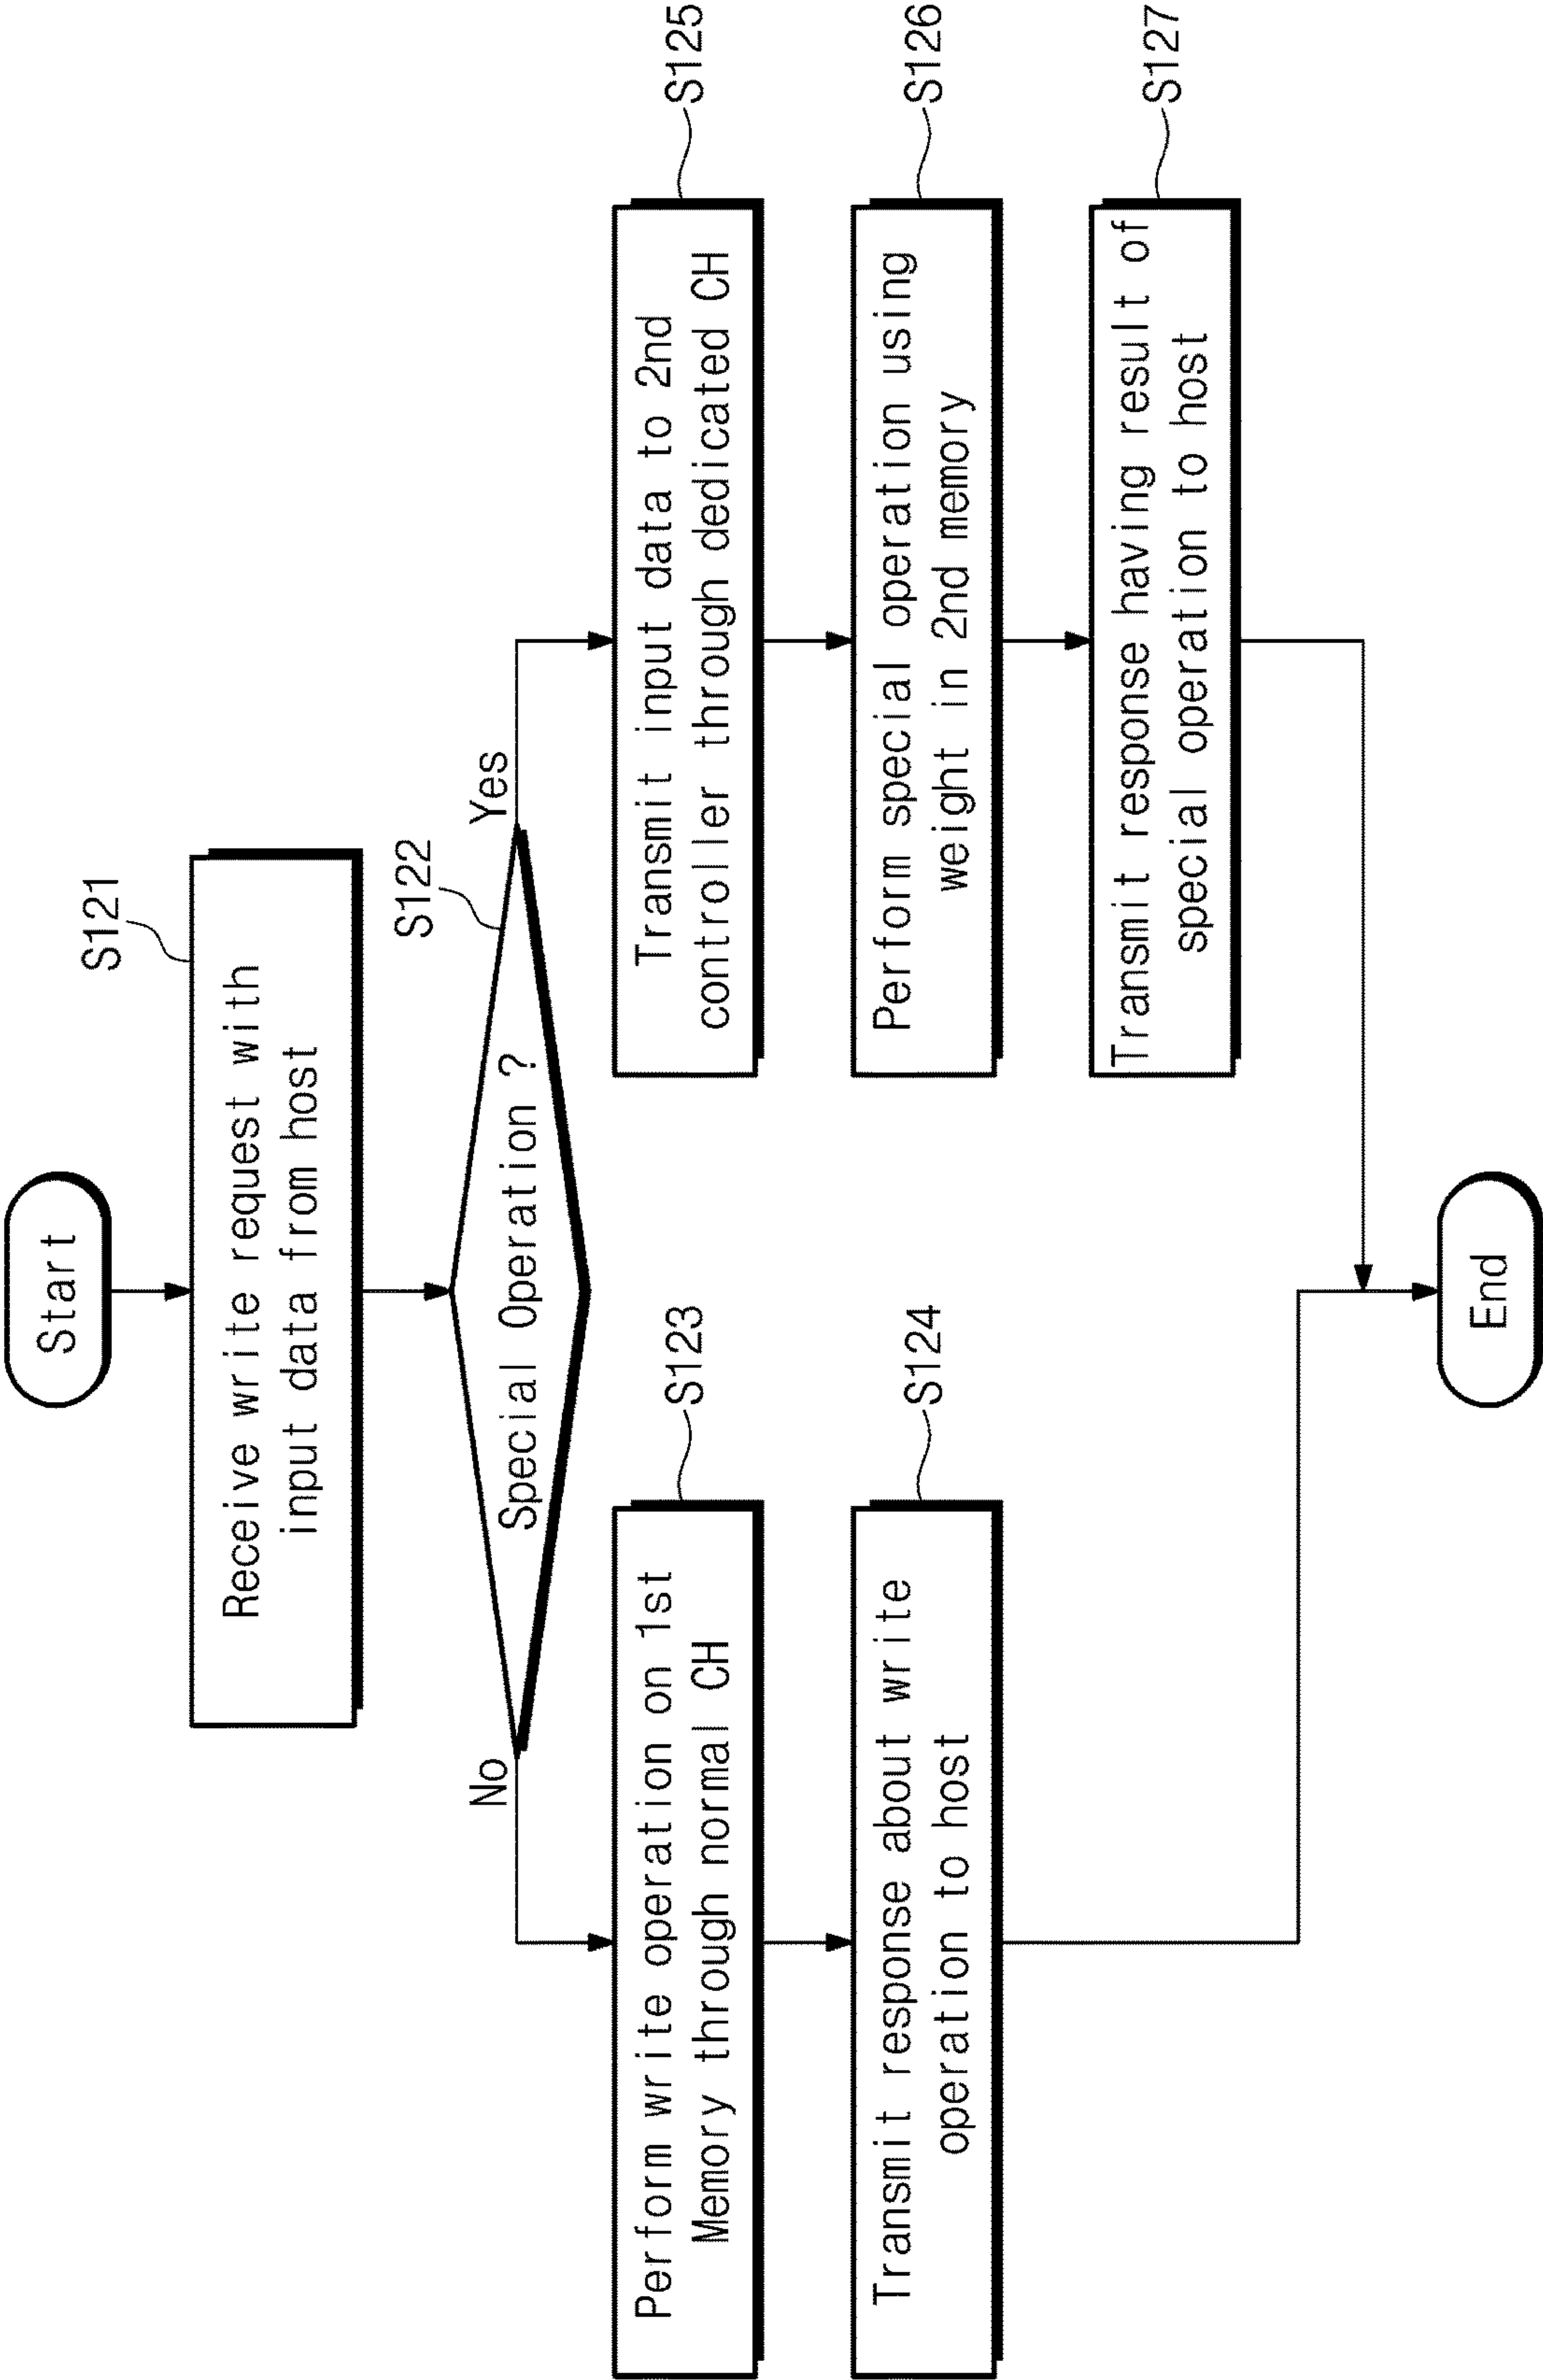 Start
S121
Receive write request with
input data from host
S122
Special Operation ?
No
Yes
S123
Perform write operation on 1st
Memory through normal CH
S124
Transmit response about write
operation to host
S125
Transmit input data to 2nd
controller through dedicated CH
S126
Perform special operation using
weight in 2nd memory
S127
Transmit response having result of
special operation to host
End